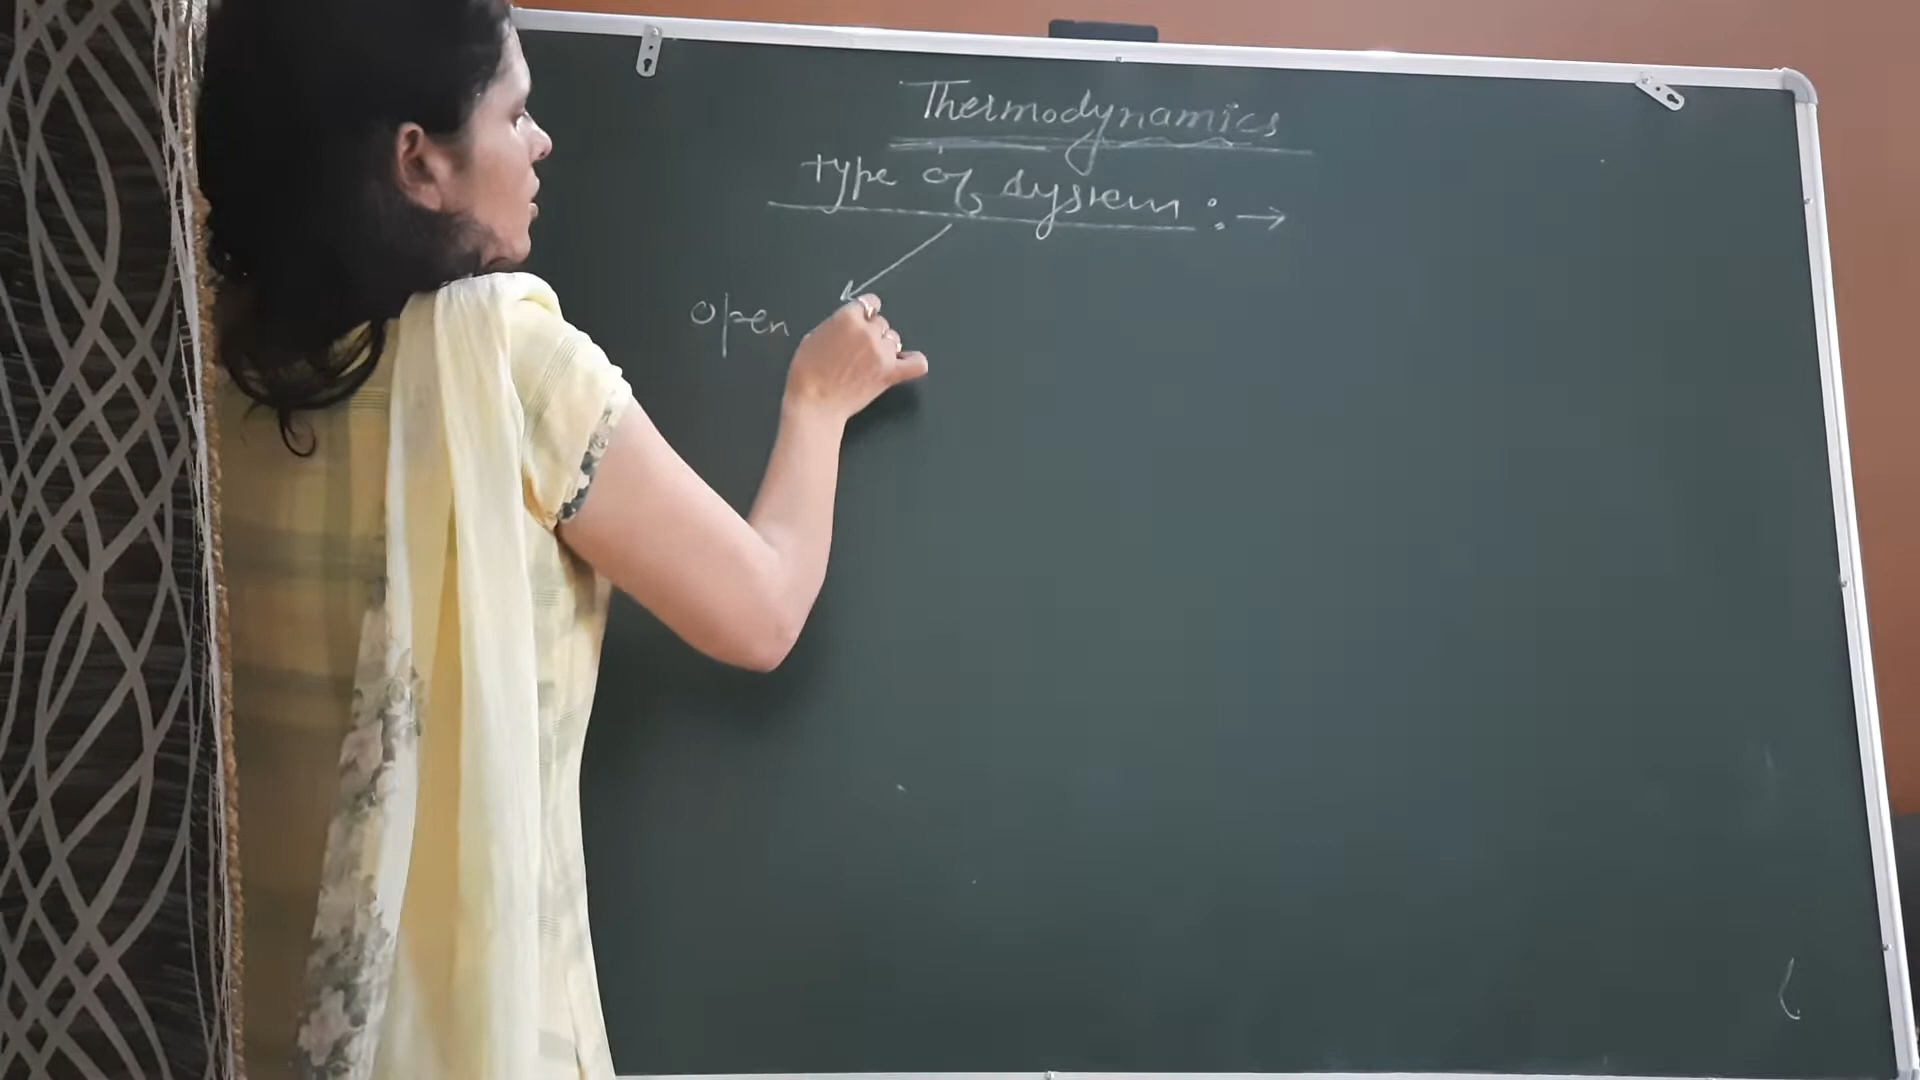 Thermodynamics
type of system : →
open